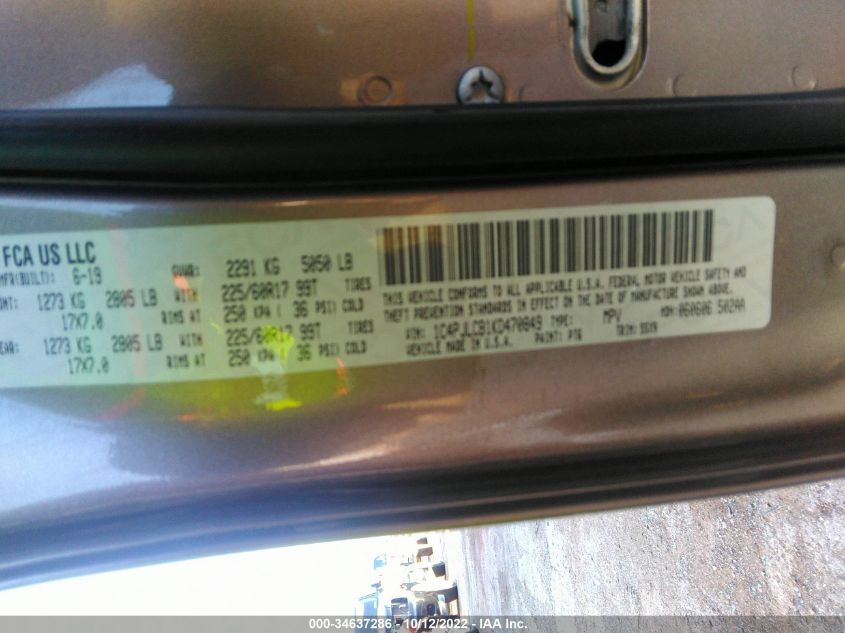 FCA US LLC
MFR(BUILT): 6-19 GVWR: 2291 KG 5050 LB
1273 KG 2805 LB WITH 225/60R17 99T TIRES
17X7.0 RIMS AT 250 KPA ( 36 PSI) COLD
1273 KG 2805 LB WITH 225/60R17 99T TIRES
17X7.0 RIMS AT 250 KPA ( 36 PSI) COLD
THIS VEHICLE CONFORMS TO ALL APPLICABLE U.S.A. FEDERAL MOTOR VEHICLE SAFETY AND
THEFT PREVENTION STANDARDS IN EFFECT ON THE DATE OF MANUFACTURE SHOWN ABOVE.
VIN: 1C4PJLCB1KD470849 TYPE: MPV MDH: 060606 502AA
VEHICLE MADE IN U.S.A. PAINT: TRIM:
000-34637286 - 10/12/2022 - IAA Inc.